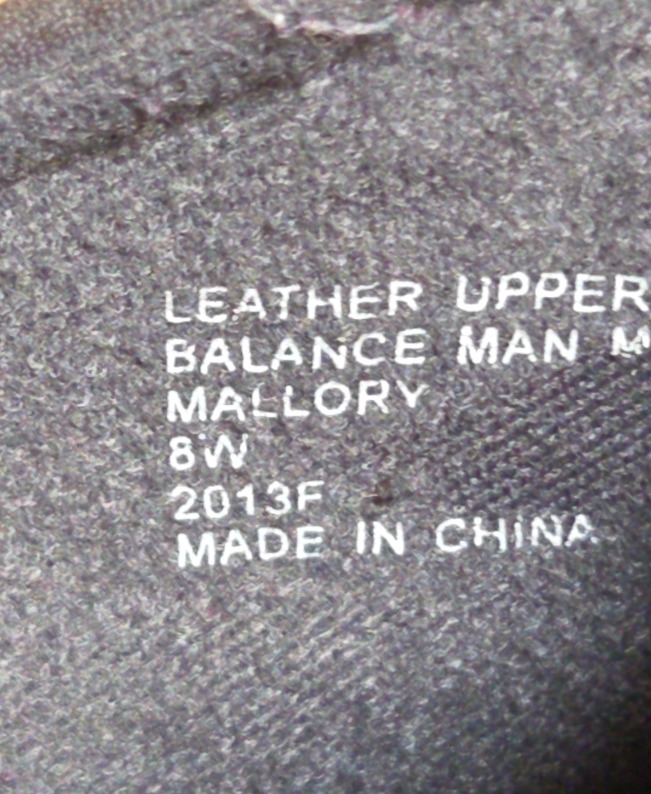 LEATHER UPPER
BALANCE MAN
MALLORY
8W
2013F
MADE IN CHINA